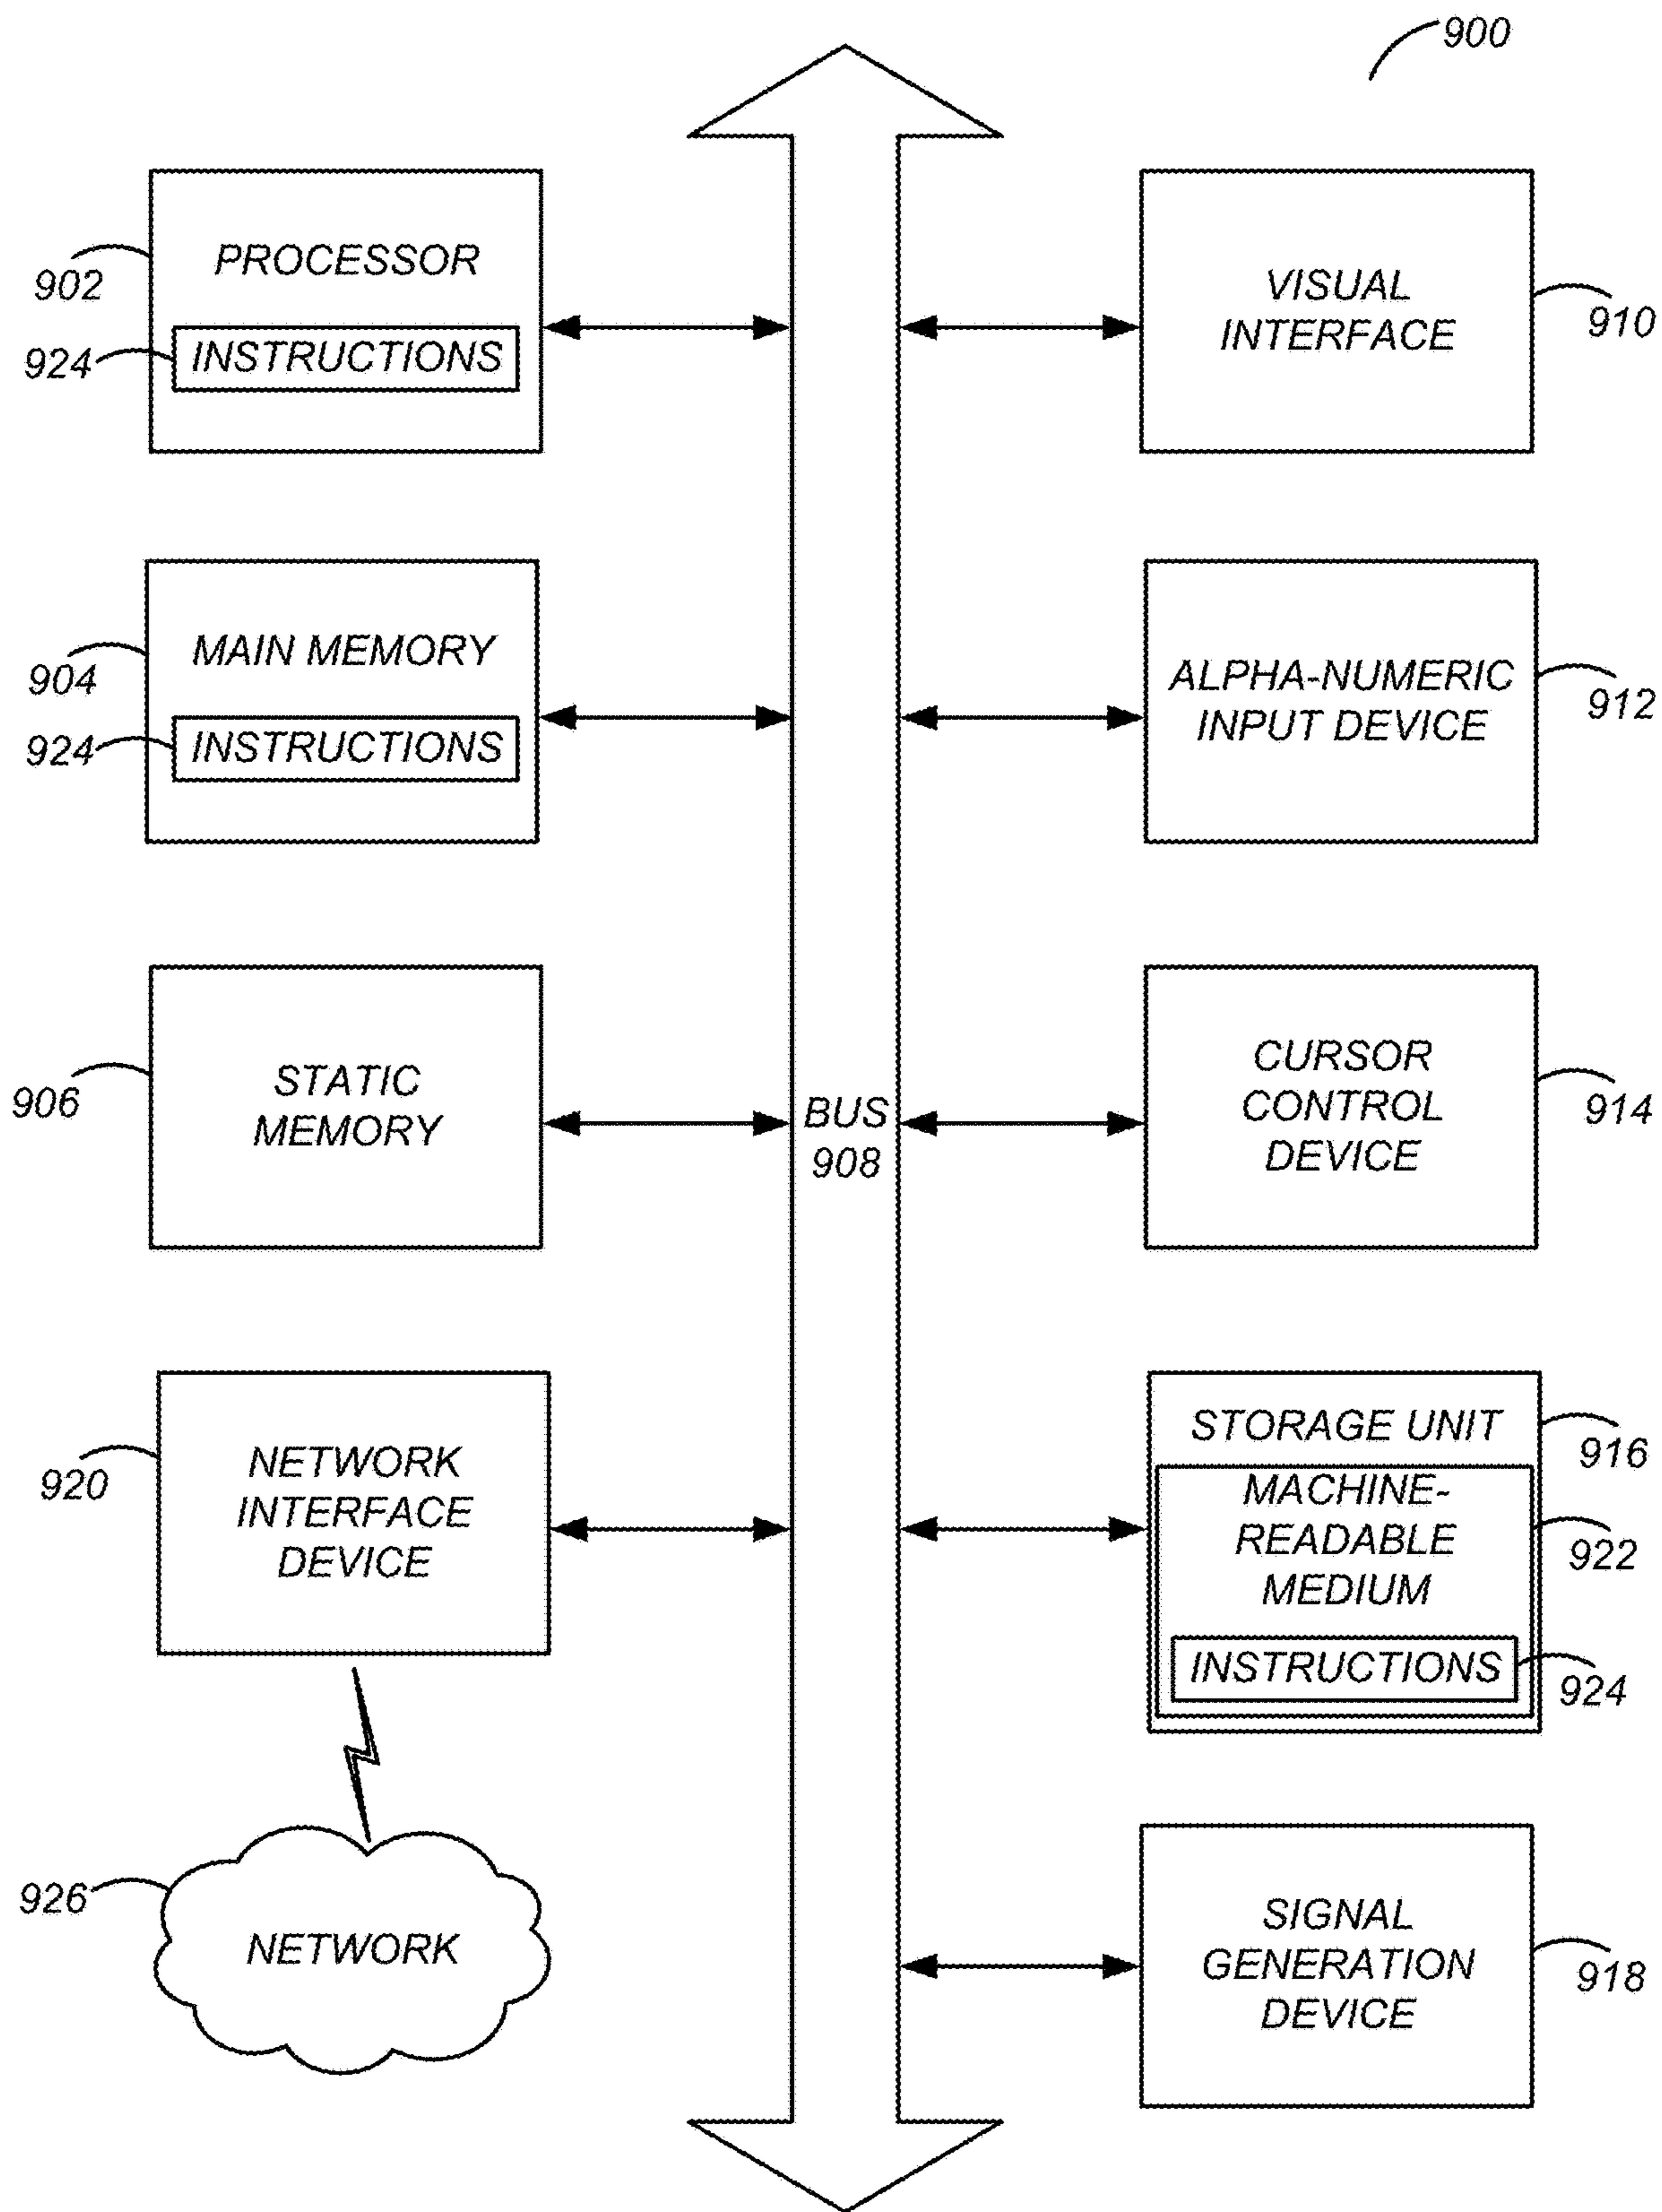 900
PROCESSOR
902
924
INSTRUCTIONS
VISUAL
INTERFACE
910
MAIN MEMORY
904
924
INSTRUCTIONS
ALPHA-NUMERIC
INPUT DEVICE
912
STATIC
MEMORY
906
BUS
908
CURSOR
CONTROL
DEVICE
914
NETWORK
INTERFACE
DEVICE
920
STORAGE UNIT
916
MACHINE-
READABLE
MEDIUM
922
INSTRUCTIONS
924
926
NETWORK
SIGNAL
GENERATION
DEVICE
918